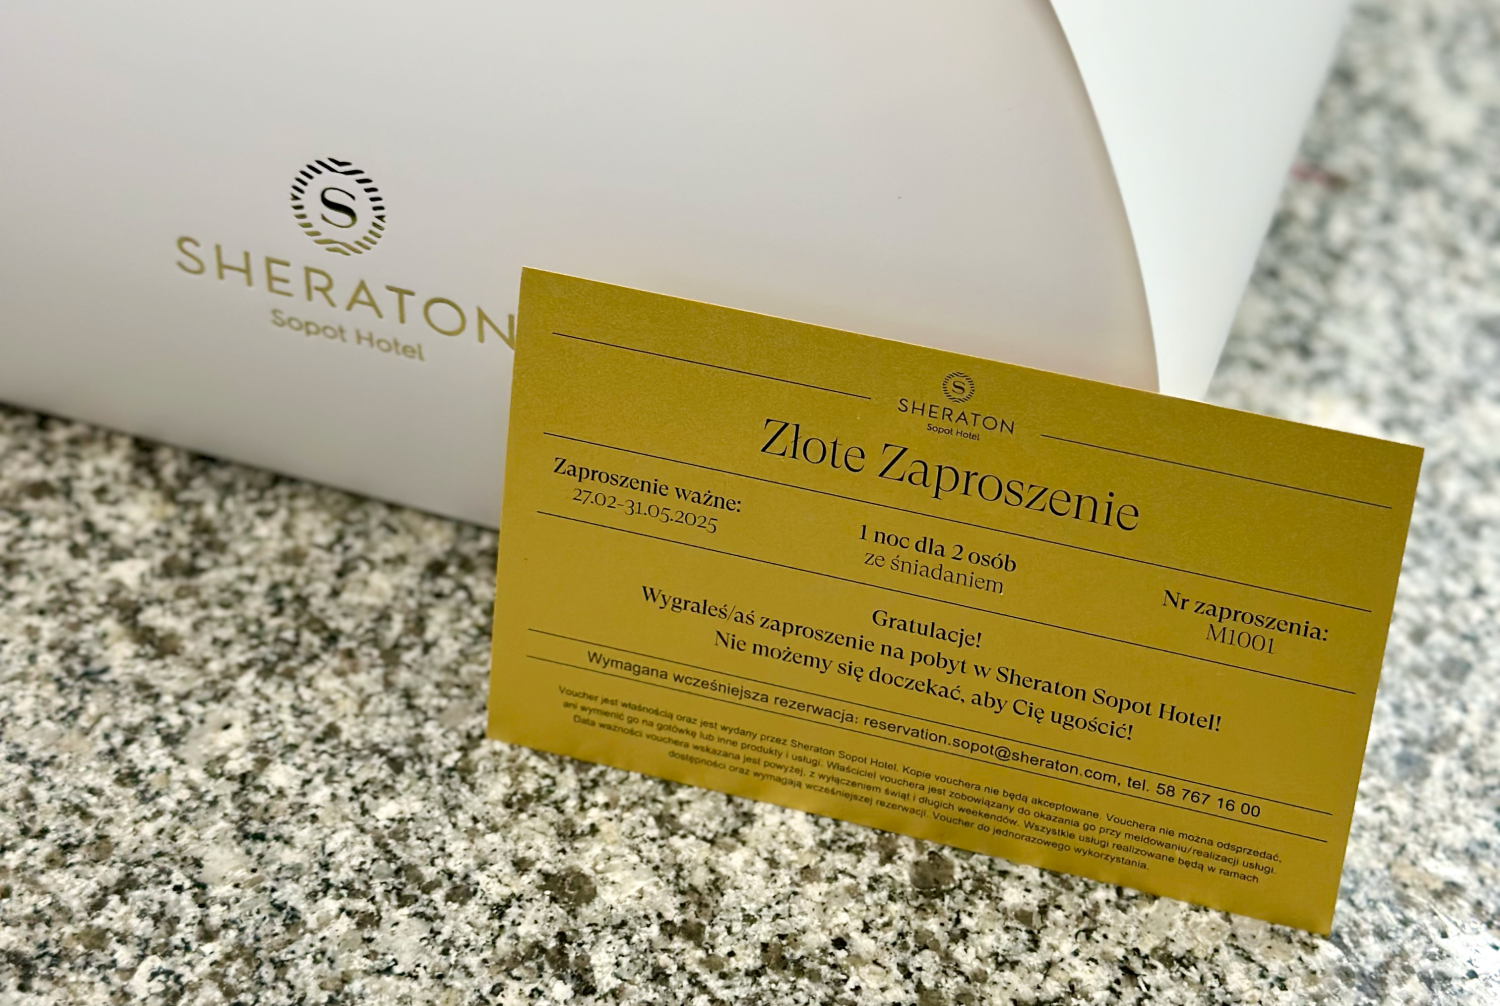 S
SHERATON
Sopot Hotel
S
SHERATON
Sopot Hotel
Złote Zaproszenie
Zaproszenie ważne:
27.02-31.05.2025
1 noc dla 2 osób
ze śniadaniem
Nr zaproszenia:
M1001
Gratulacje!
Wygrałeś/aś zaproszenie na pobyt w Sheraton Sopot Hotel!
Nie możemy się doczekać, aby Cię ugościć!
Wymagana wcześniejsza rezerwacja: reservation.sopot@sheraton.com, tel. 58 767 16 00
Voucher jest własnością oraz jest wydany przez Sheraton Sopot Hotel. Kopie vouchera nie będą akceptowane. Vouchera nie można odsprzedać,
ani wymienić go na gotówkę lub inne produkty i usługi. Właściciel vouchera jest zobowiązany do okazania go przy meldowaniu/realizacji usługi.
Data ważności vouchera wskazana jest powyżej, z wyłączeniem świąt i długich weekendów. Wszystkie usługi realizowane będą w ramach
dostępności oraz wymagają wcześniejszej rezerwacji. Voucher do jednorazowego wykorzystania.